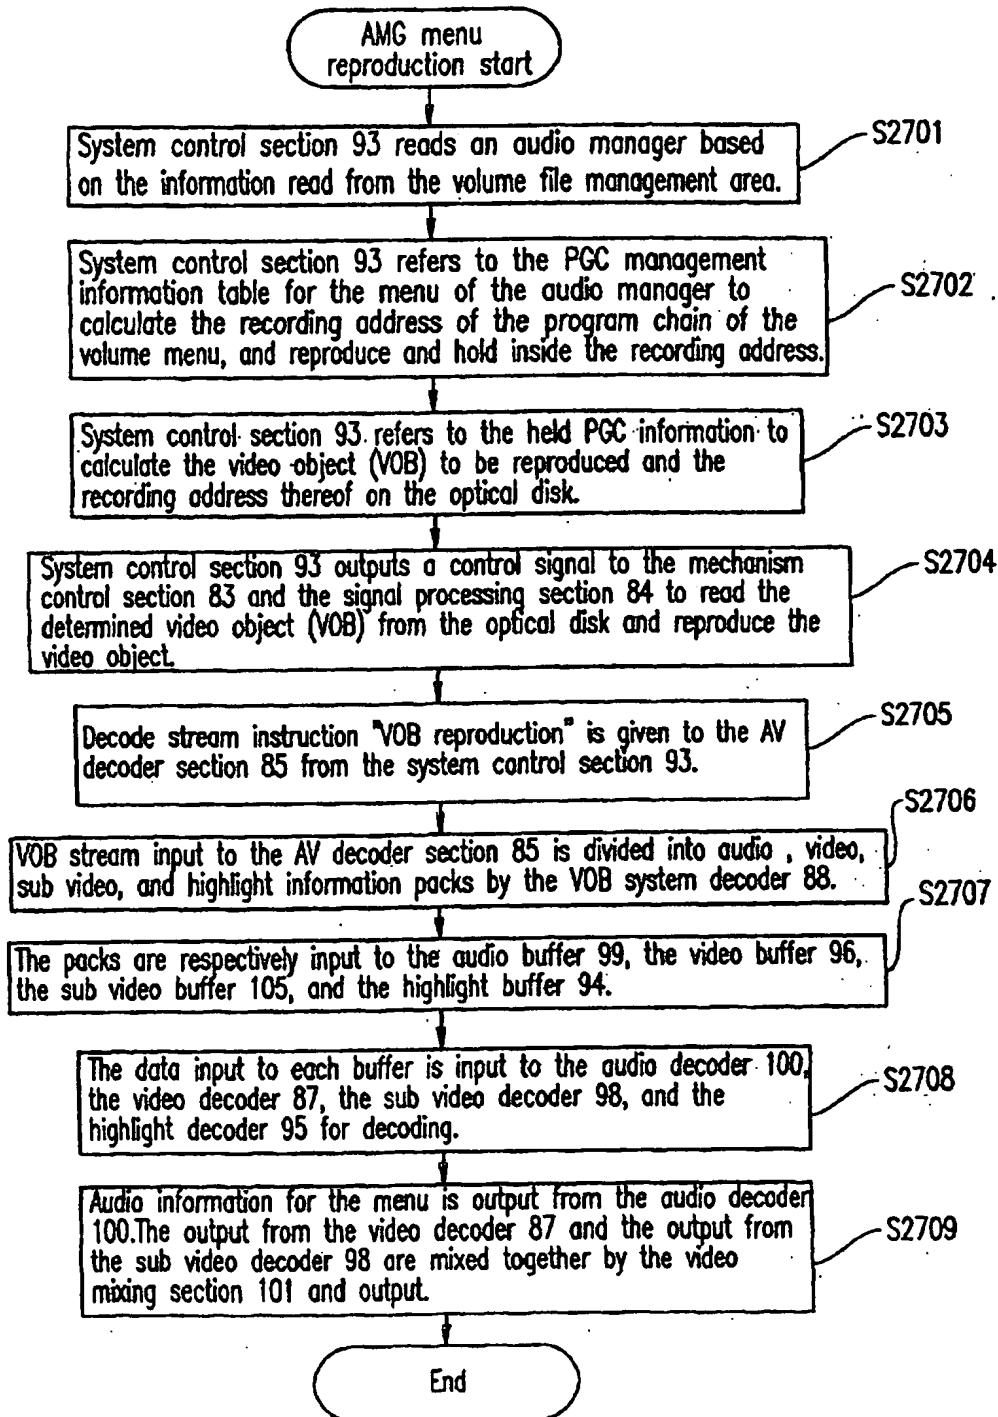 AMG menu
reproduction start
System control section 93 reads an audio manager based
on the information read from the volume file management area.
S2701
System control section 93 refers to the PGC management
information table for the menu of the audio manager to
calculate the recording address of the program chain of the
volume menu, and reproduce and hold inside the recording address.
S2702
System control section 93 refers to the held PGC information to
calculate the video object (VOB) to be reproduced and the
recording address thereof on the optical disk.
S2703
System control section 93 outputs a control signal to the mechanism
control section 83 and the signal processing section 84 to read the
determined video object (VOB) from the optical disk and reproduce the
video object.
S2704
Decode stream instruction "VOB reproduction" is given to the AV
decoder section 85 from the system control section 93.
S2705
VOB stream input to the AV decoder section 85 is divided into audio , video,
sub video, and highlight information packs by the VOB system decoder 88.
S2706
The packs are respectively input to the audio buffer 99, the video buffer 96,
the sub video buffer 105, and the highlight buffer 94.
S2707
The data input to each buffer is input to the audio decoder 100,
the video decoder 87, the sub video decoder 98, and the
highlight decoder 95 for decoding.
S2708
Audio information for the menu is output from the audio decoder
100.The output from the video decoder 87 and the output from
the sub video decoder 98 are mixed together by the video
mixing section 101 and output.
S2709
End